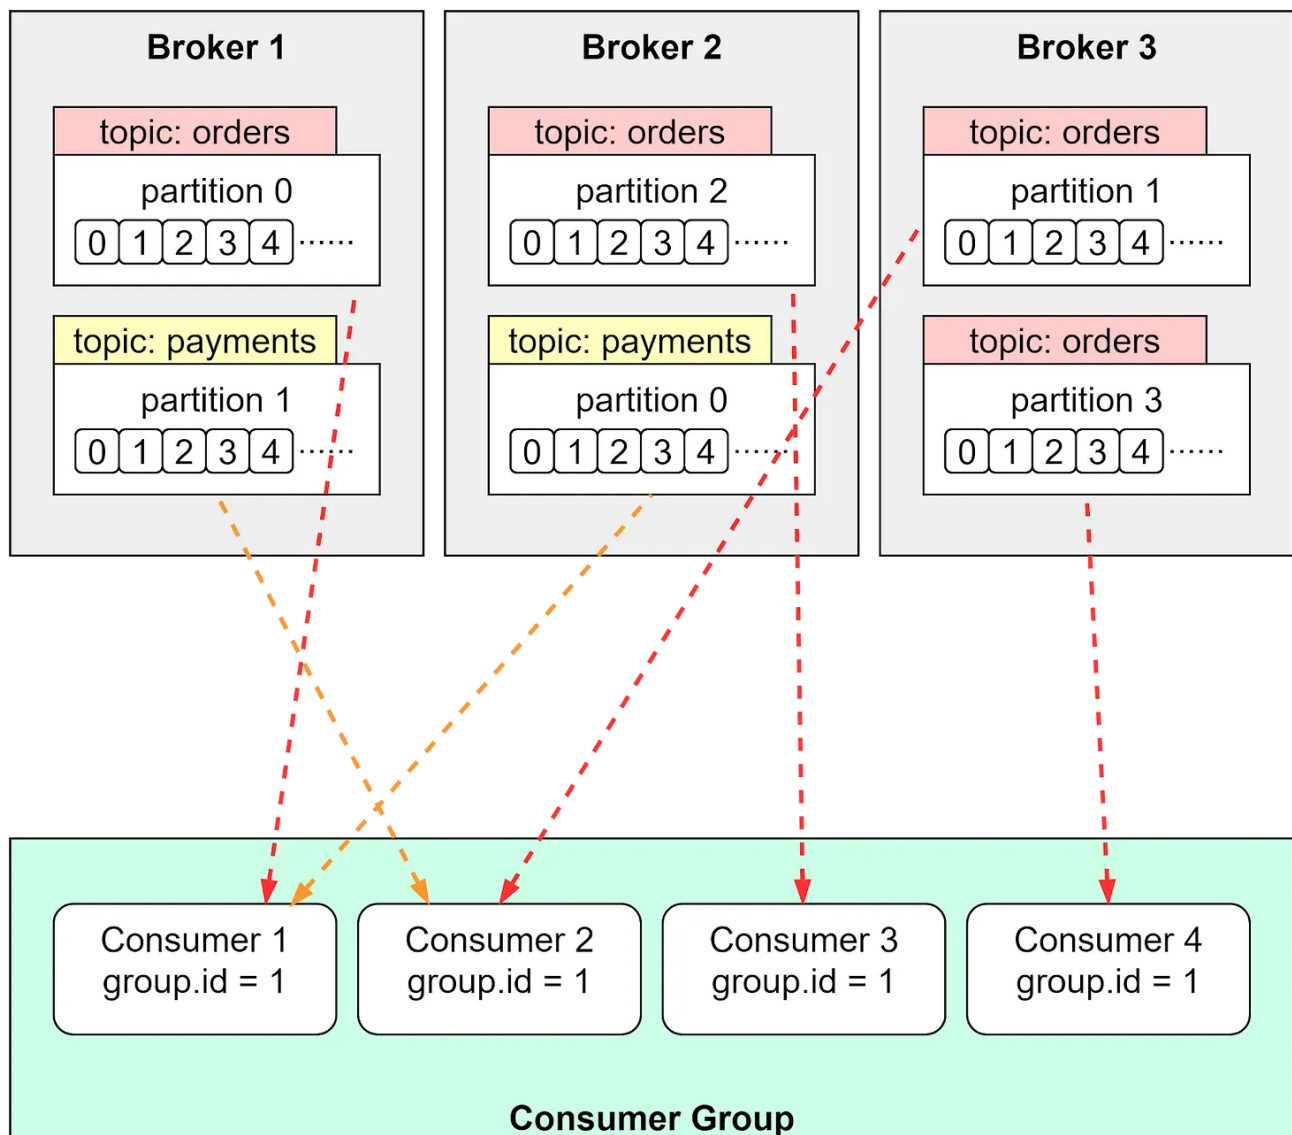 Broker 1
topic: orders
partition 0
0 1 2 3 4 ......
topic: payments
partition 1
0 1 2 3 4 ......
Broker 2
topic: orders
partition 2
0 1 2 3 4 ......
topic: payments
partition 0
0 1 2 3 4 ......
Broker 3
topic: orders
partition 1
0 1 2 3 4 ......
topic: orders
partition 3
0 1 2 3 4 ......
Consumer 1
group.id = 1
Consumer 2
group.id = 1
Consumer 3
group.id = 1
Consumer 4
group.id = 1
Consumer Group